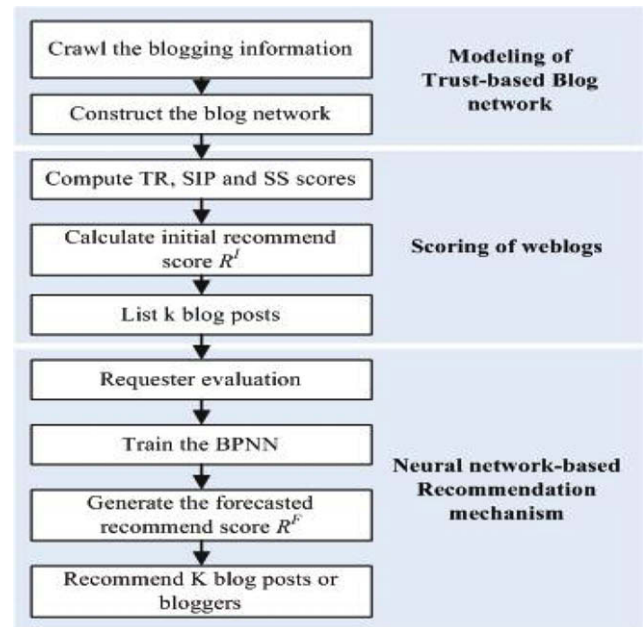 Crawl the blogging information
Construct the blog network
Modeling of
Trust-based Blog
network
Compute TR, SIP and SS scores
Calculate initial recommend
score R^I
List k blog posts
Scoring of weblogs
Requester evaluation
Train the BPNN
Generate the forecasted
recommend score R^F
Recommend K blog posts or
bloggers
Neural network-based
Recommendation
mechanism